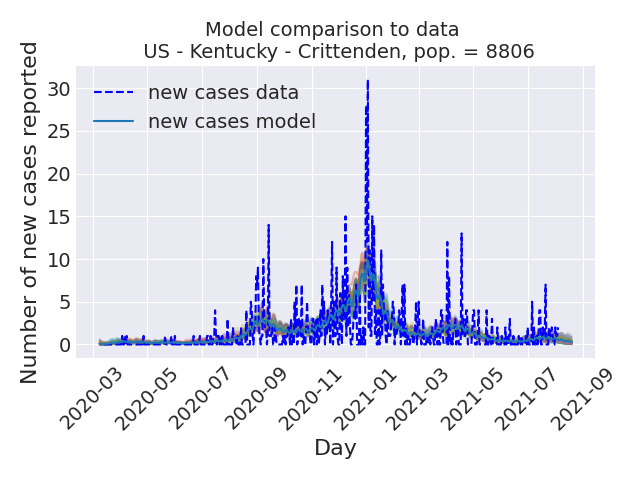 Model comparison to data
US - Kentucky - Crittenden, pop. = 8806
Number of new cases reported
30
25
20
15
10
5
0
new cases data
new cases model
2020-03
2020-05
2020-07
2020-09
2020-11
2021-01
2021-03
2021-05
2021-07
2021-09
Day